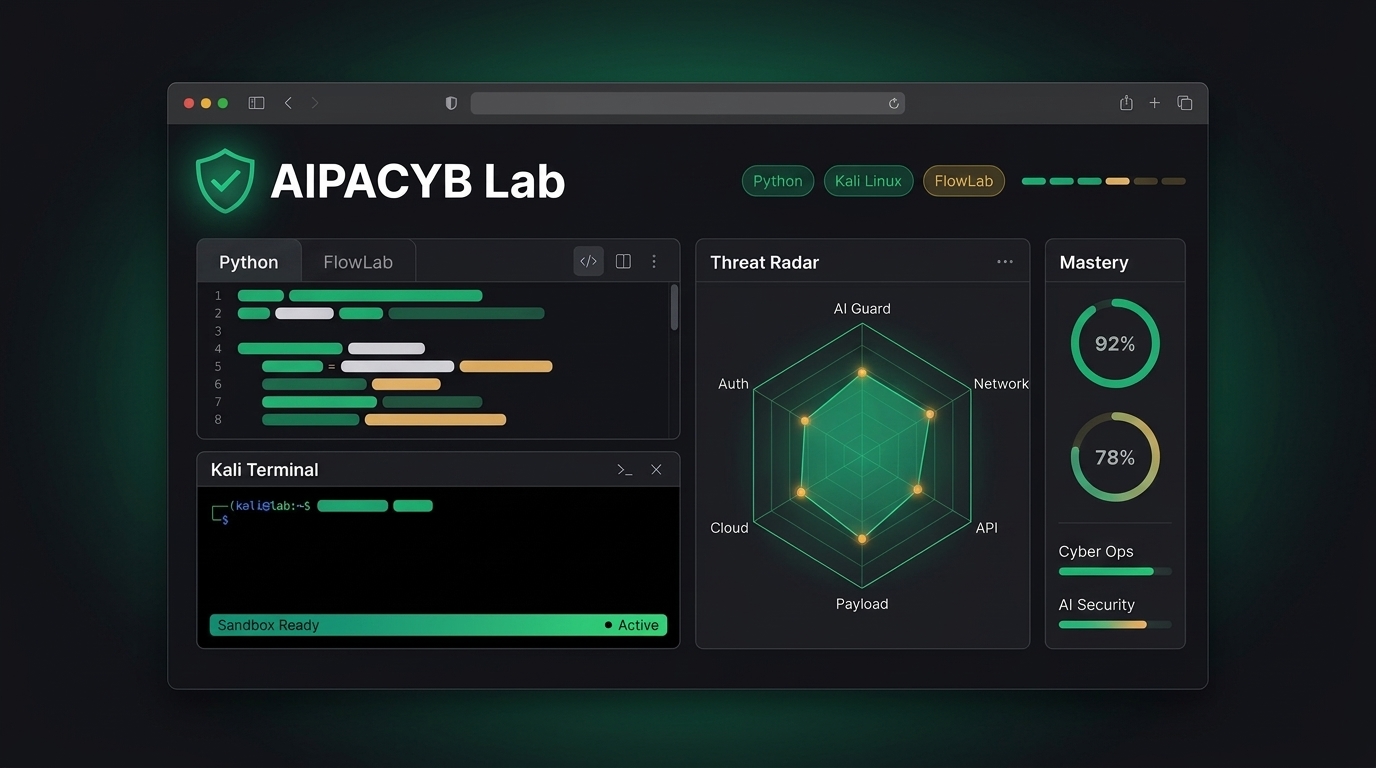 AIPACYB Lab
Python
Kali Linux
FlowLab
Python
FlowLab
</>
1
2
3
4
5 =
6
7
8
Kali Terminal
>_
(kali@lab:~$
$
Sandbox Ready
Active
Threat Radar
AI Guard
Auth
Network
Cloud
API
Payload
Mastery
92%
78%
Cyber Ops
AI Security